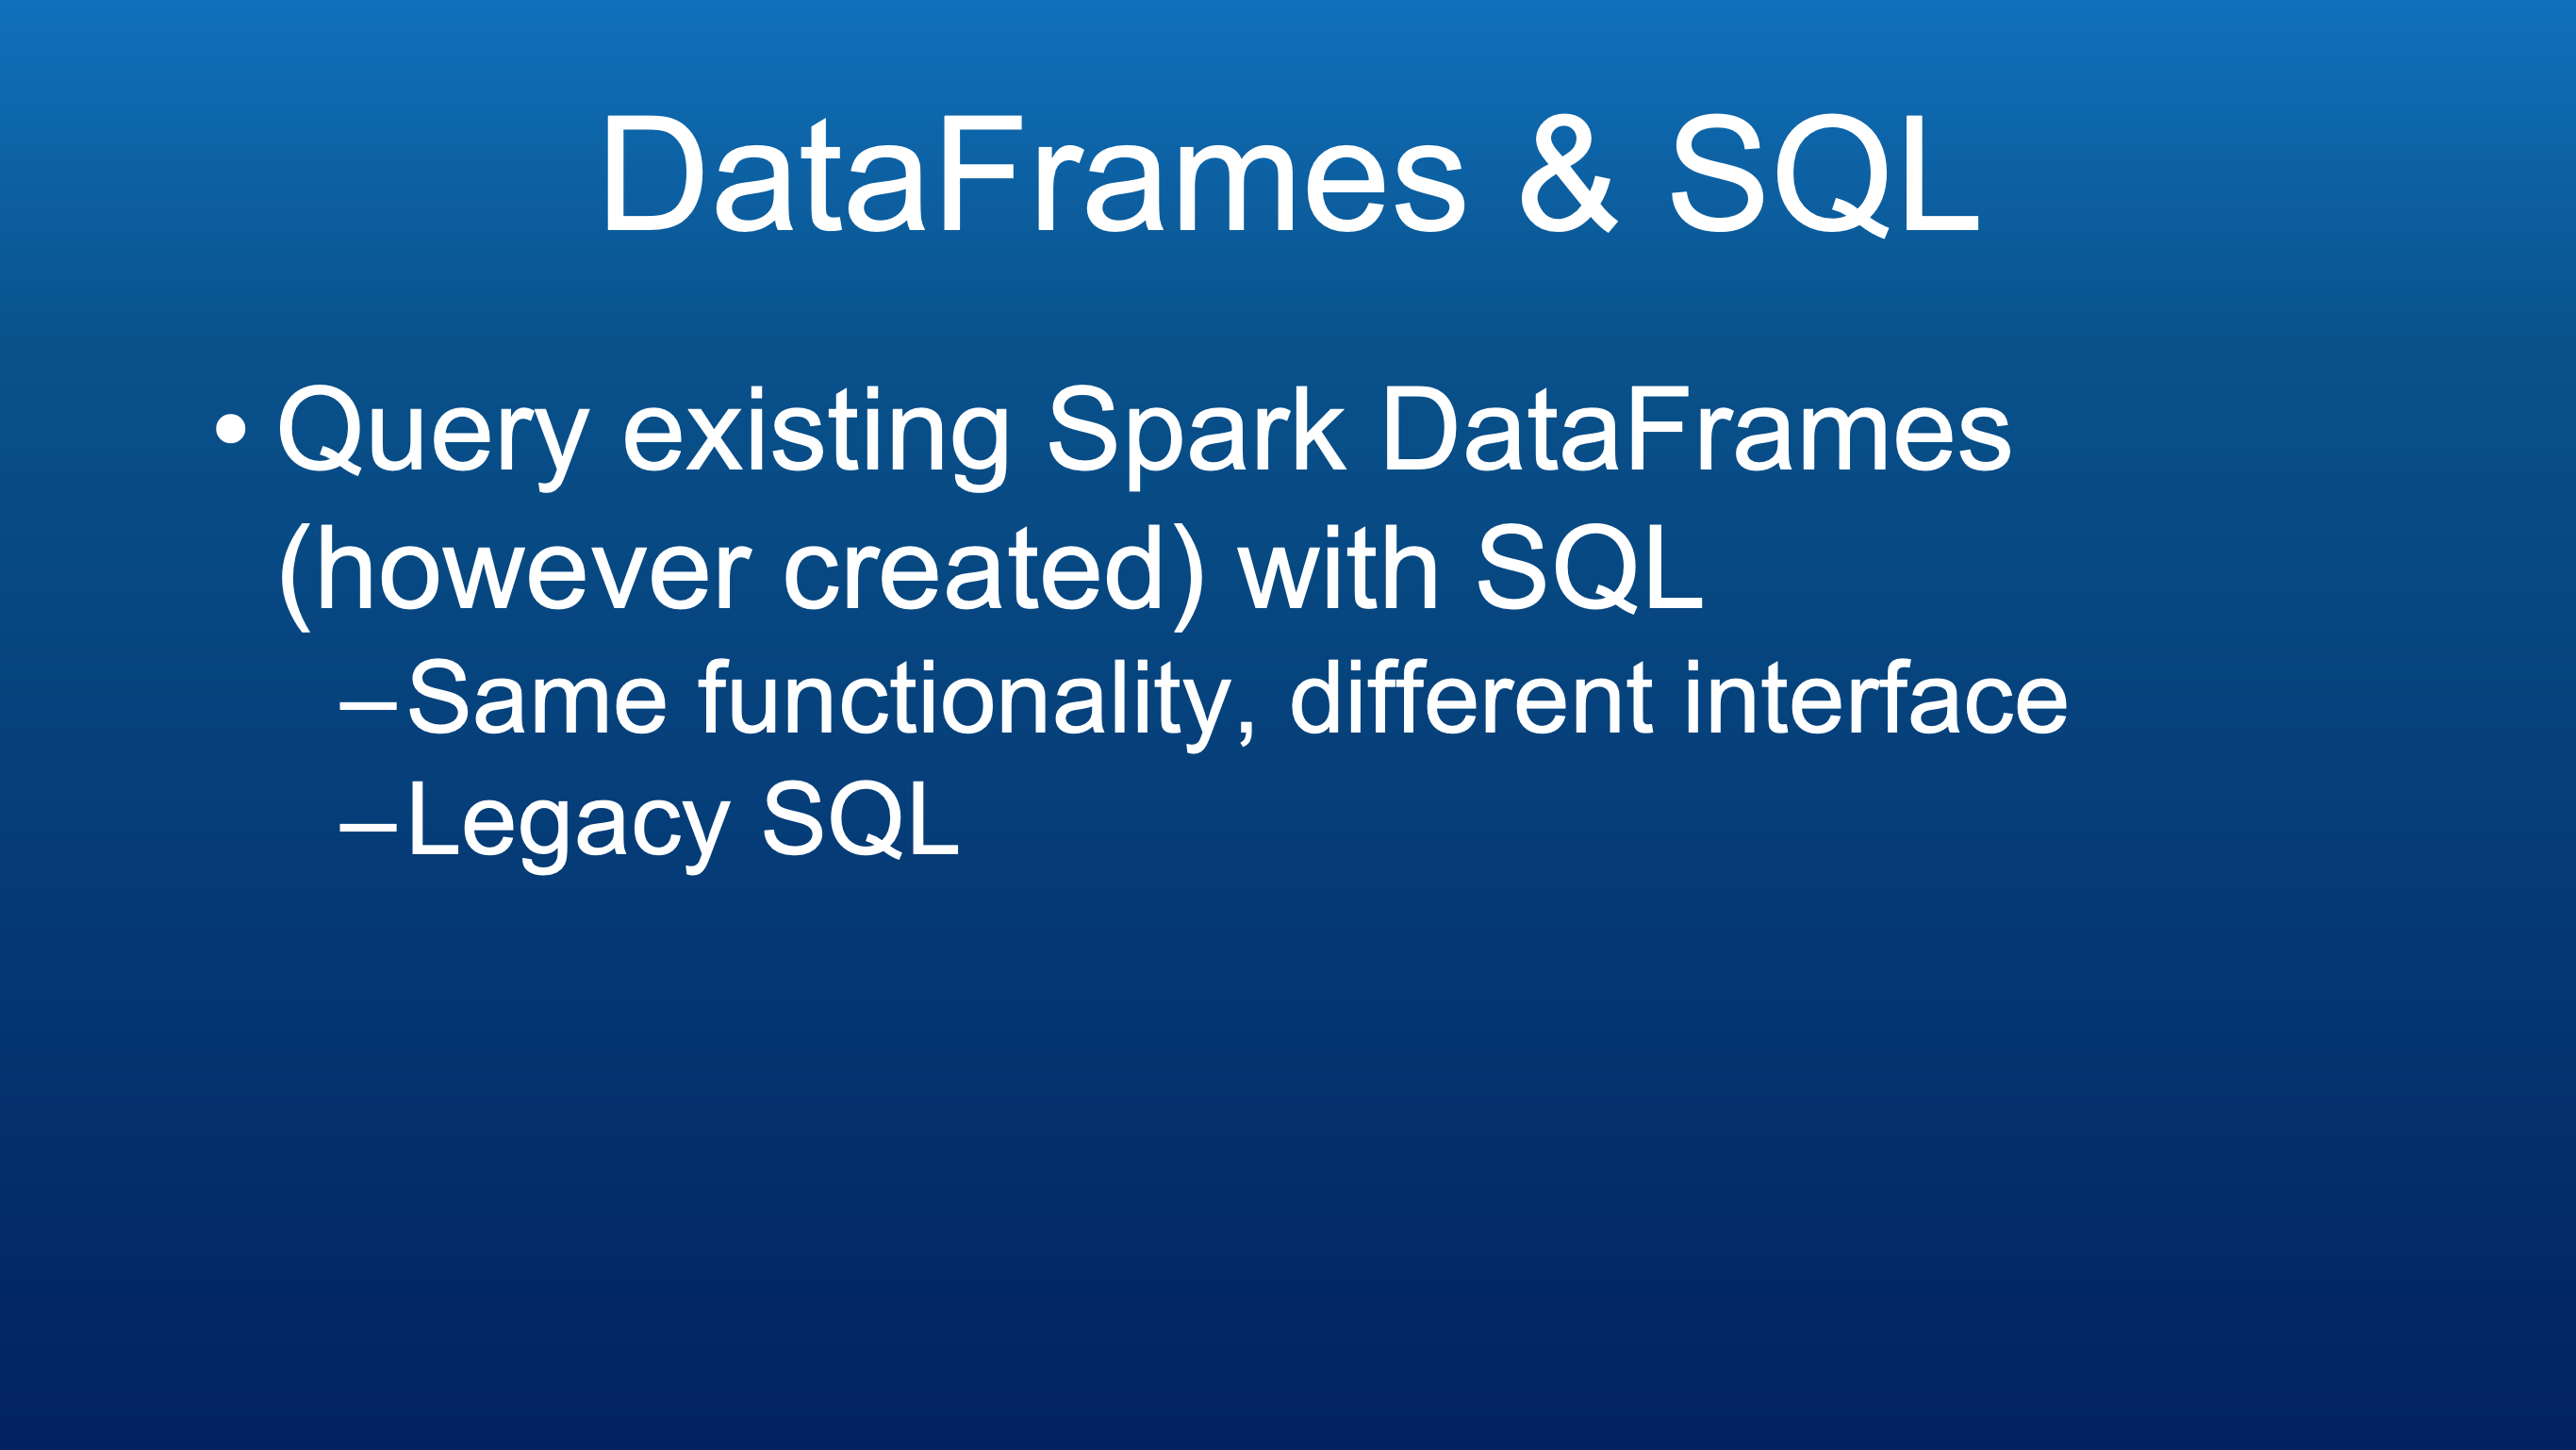 DataFrames & SQL
• Query existing Spark DataFrames
(however created) with SQL
–Same functionality, different interface
–Legacy SQL